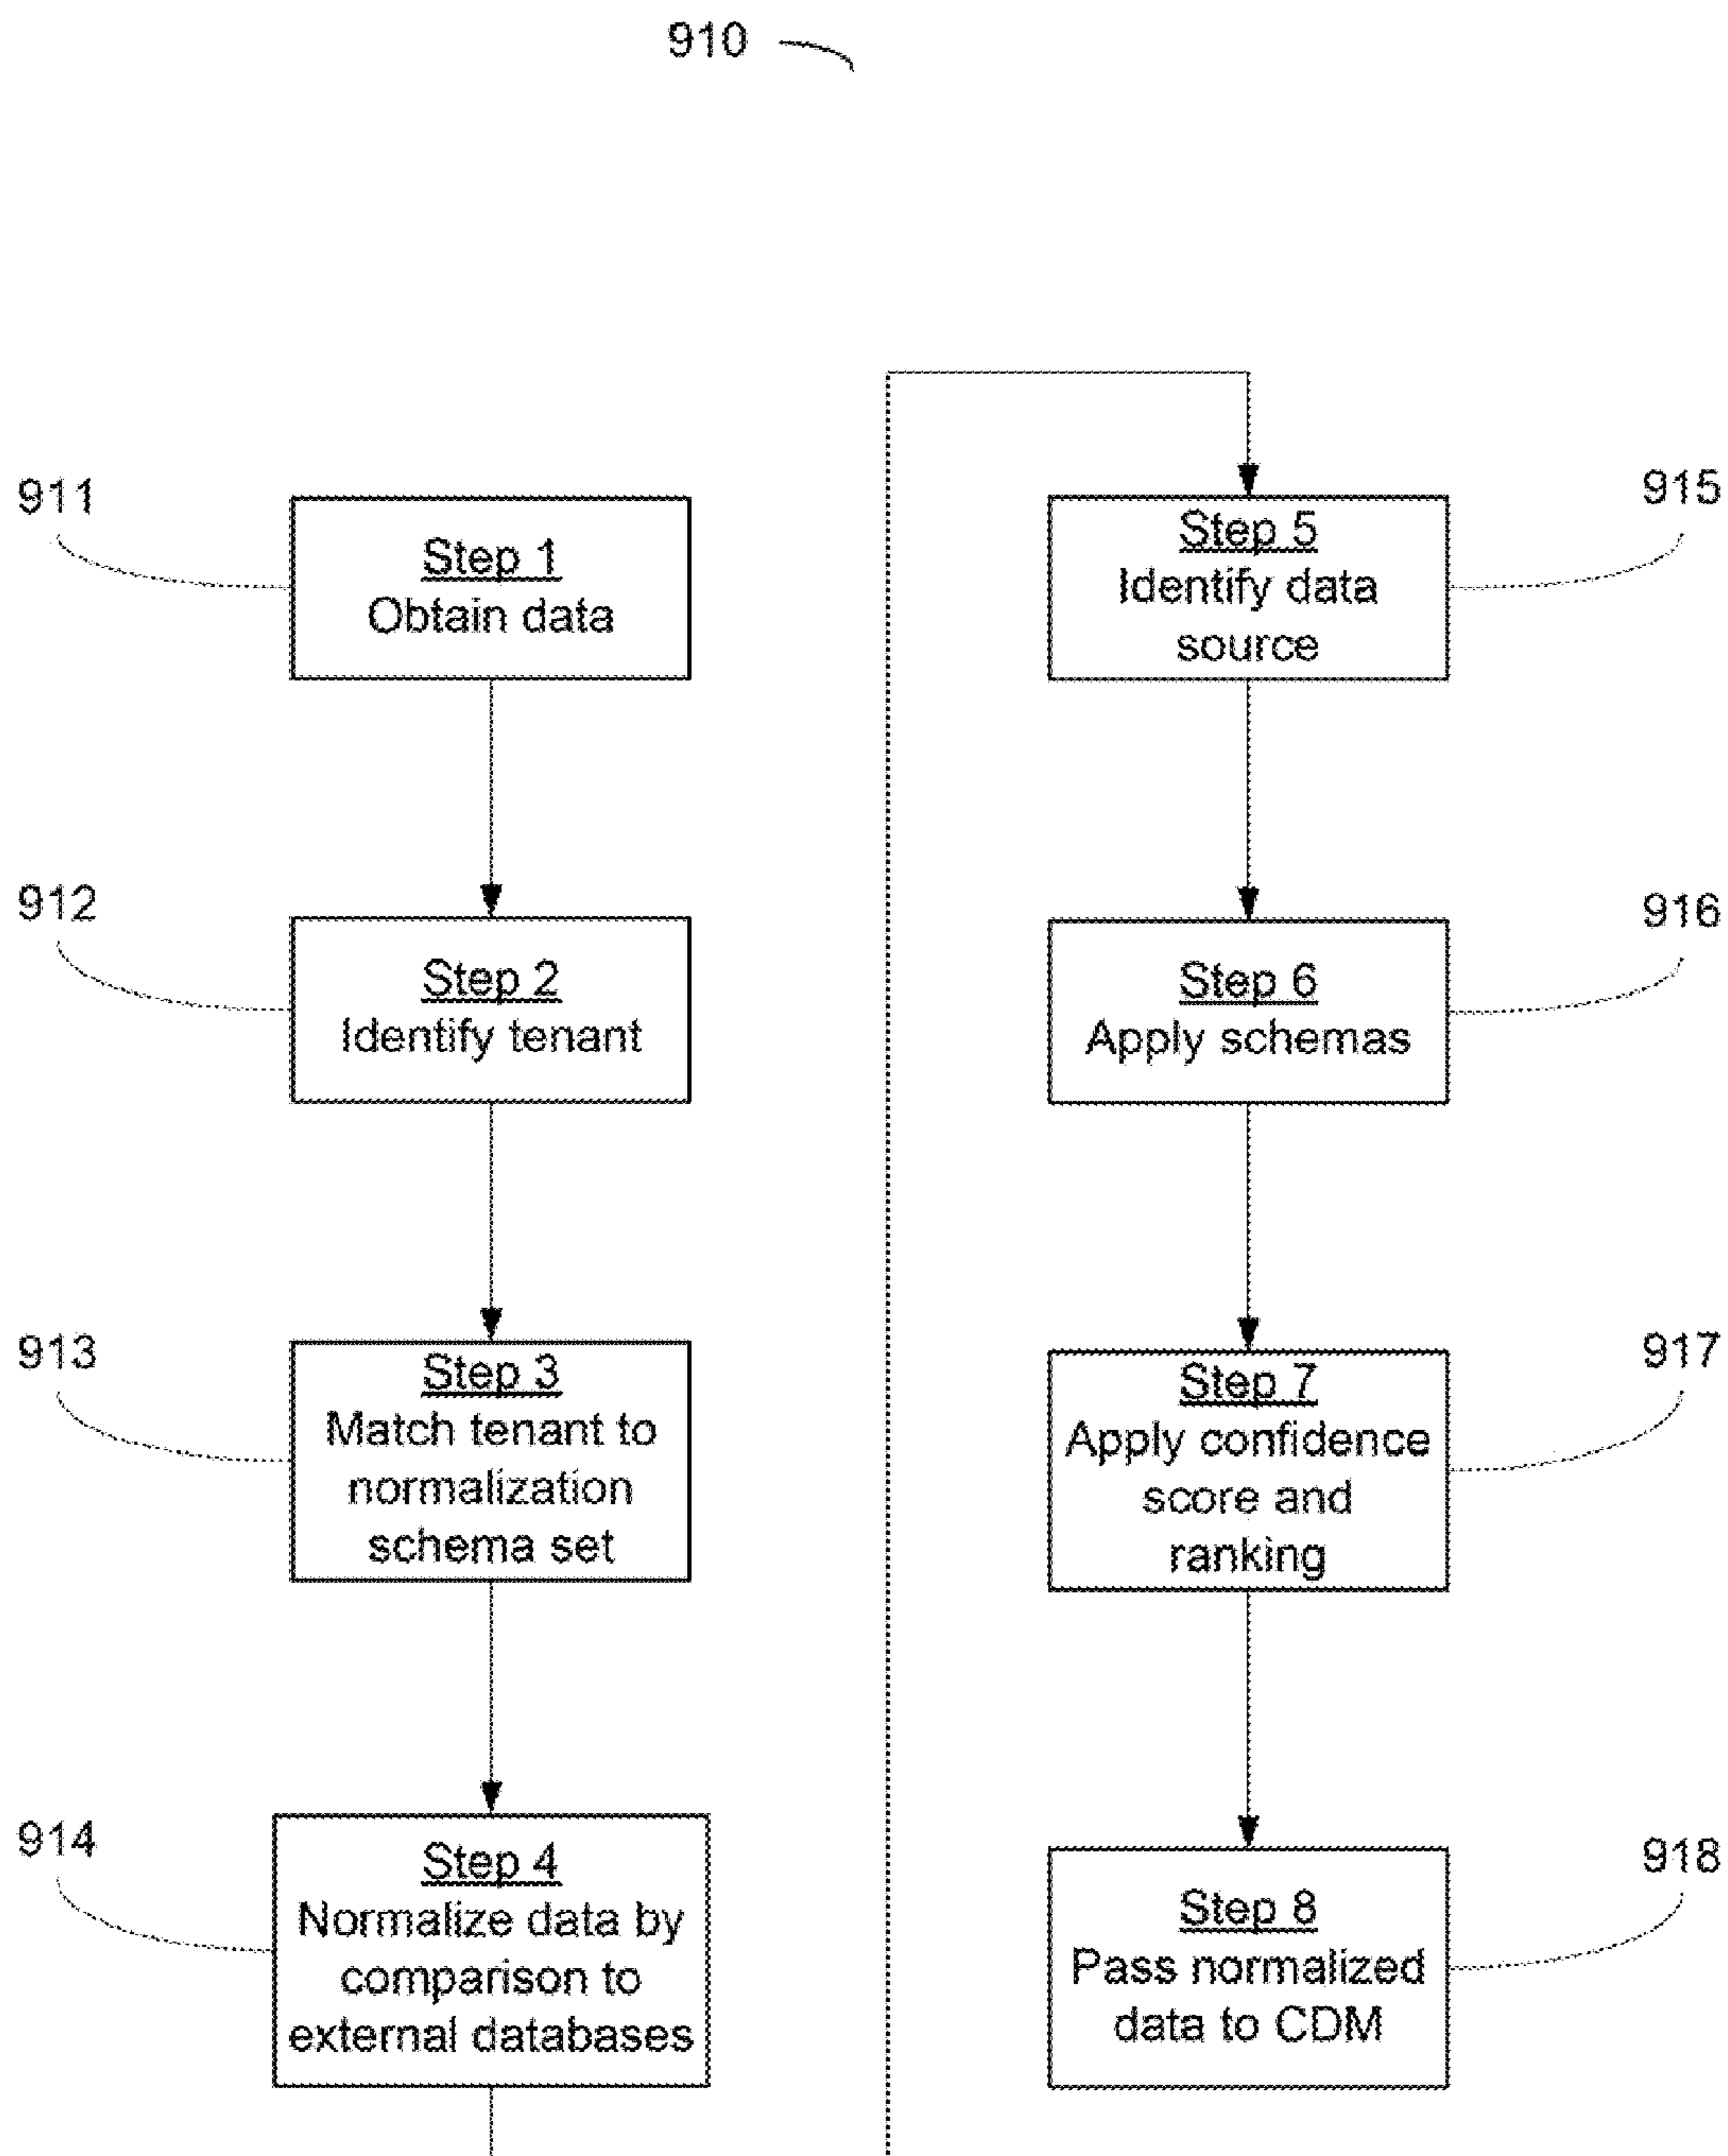 910
911
Step 1
Obtain data
912
Step 2
Identify tenant
913
Step 3
Match tenant to
normalization
schema set
914
Step 4
Normalize data by
comparison to
external databases
915
Step 5
Identify data
source
916
Step 6
Apply schemas
917
Step 7
Apply confidence
score and
ranking
918
Step 8
Pass normalized
data to CDM